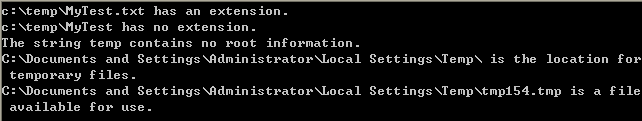 c:\temp\MyTest.txt has an extension.
c:\temp\MyTest has no extension.
The string temp contains no root information.
C:\Documents and Settings\Administrator\Local Settings\Temp\ is the location for
 temporary files.
C:\Documents and Settings\Administrator\Local Settings\Temp\tmp154.tmp is a file
 available for use.